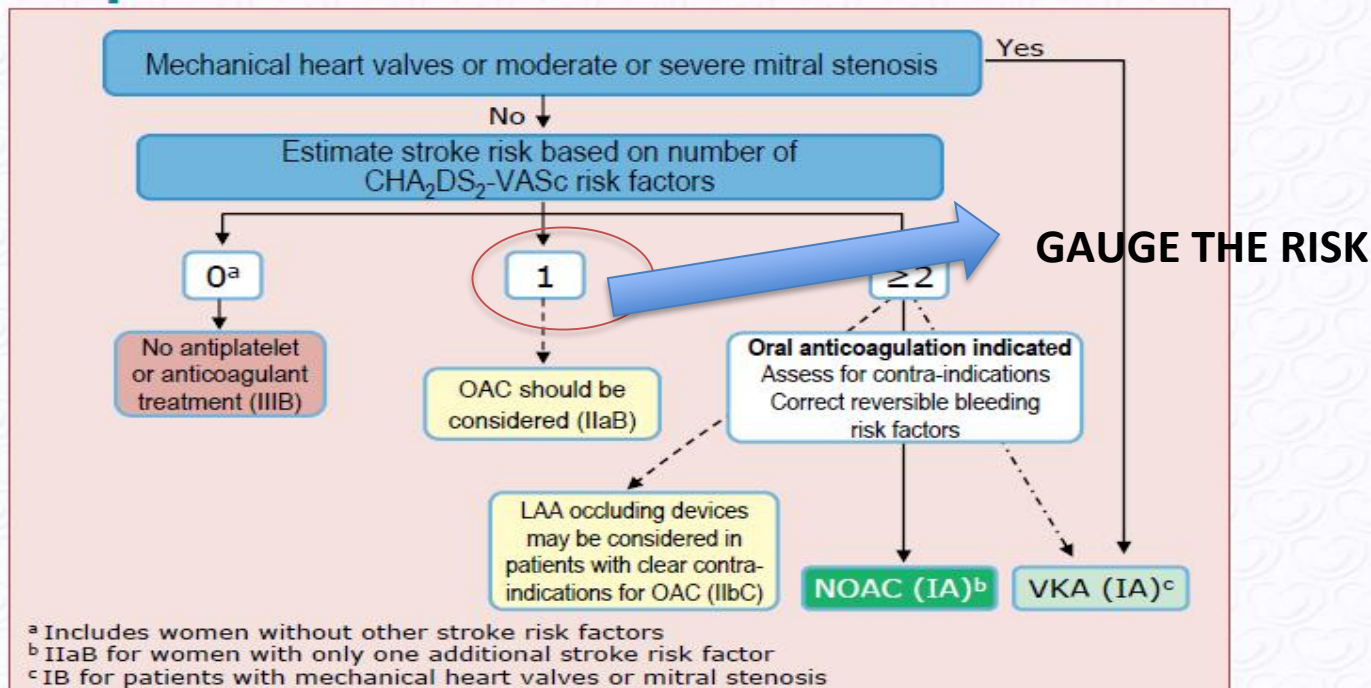 Mechanical heart valves or moderate or severe mitral stenosis
Yes
No
Estimate stroke risk based on number of
CHA₂DS₂-VASc risk factors
GAUGE THE RISK
0ᵃ
1
≥2
No antiplatelet
or anticoagulant
treatment (IIIB)
OAC should be
considered (IIaB)
Oral anticoagulation indicated
Assess for contra-indications
Correct reversible bleeding
risk factors
LAA occluding devices
may be considered in
patients with clear contra-
indications for OAC (IIbC)
NOAC (IA)ᵇ
VKA (IA)ᶜ
ᵃ Includes women without other stroke risk factors
ᵇ IIaB for women with only one additional stroke risk factor
ᶜ IB for patients with mechanical heart valves or mitral stenosis